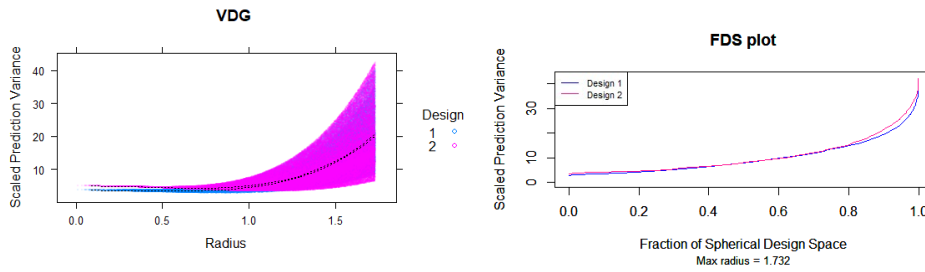 VDG
Scaled Prediction Variance
40
30
20
10
0.0 0.5 1.0 1.5
Radius
Design
1
2
FDS plot
Scaled Prediction Variance
30
10
0
Design 1
Design 2
0.0 0.2 0.4 0.6 0.8 1.0
Fraction of Spherical Design Space
Max radius = 1.732